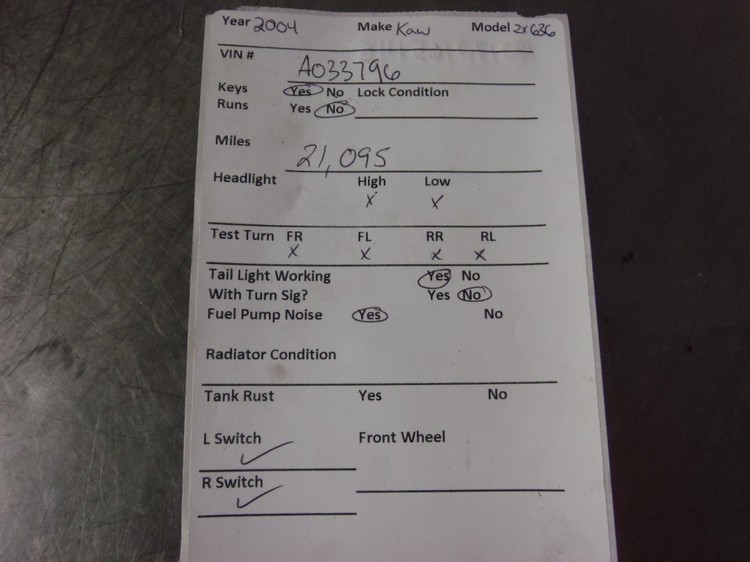 Year 2004 Make Kaw Model ZX636
VIN # A033796
Keys Yes No Lock Condition
Runs Yes No
Miles 21,095
Headlight High Low
X X
Test Turn FR FL RR RL
X X X X
Tail Light Working Yes No
With Turn Sig? Yes No
Fuel Pump Noise Yes No
Radiator Condition
Tank Rust Yes No
L Switch ✓ Front Wheel
R Switch ✓